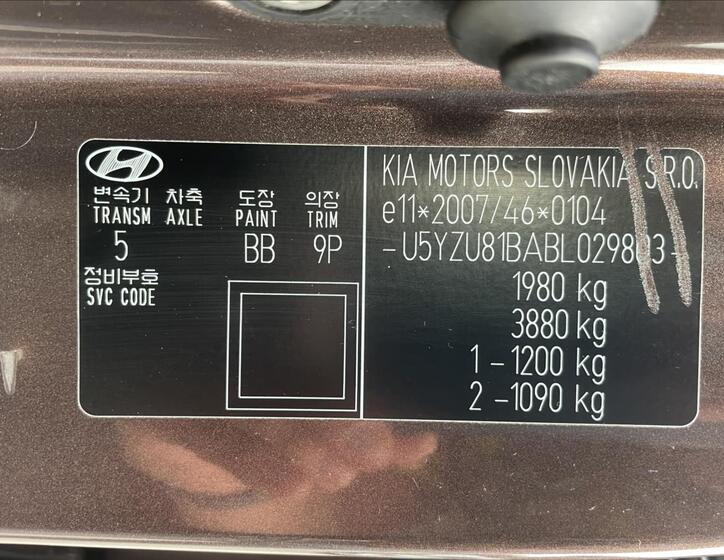 변속기 차축 도장 의장
TRANSM AXLE PAINT TRIM
5 BB 9P
정비부호
SVC CODE
KIA MOTORS SLOVAKIA S.R.O.
e11*2007/46*0104
1980 kg
3880 kg
1 -1200 kg
2 -1090 kg